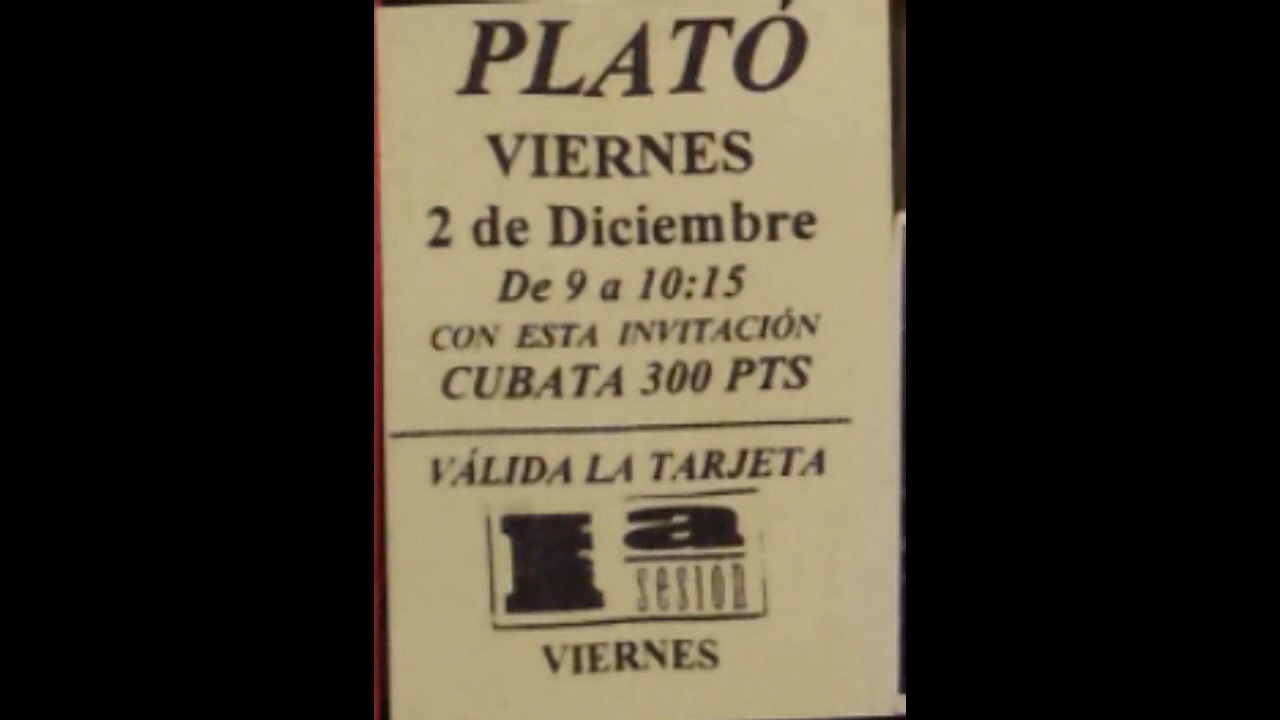 PLATÓ
VIERNES
2 de Diciembre
De 9 a 10:15
CON ESTA INVITACIÓN
CUBATA 300 PTS
VÁLIDA LA TARJETA
I a
sesion
VIERNES